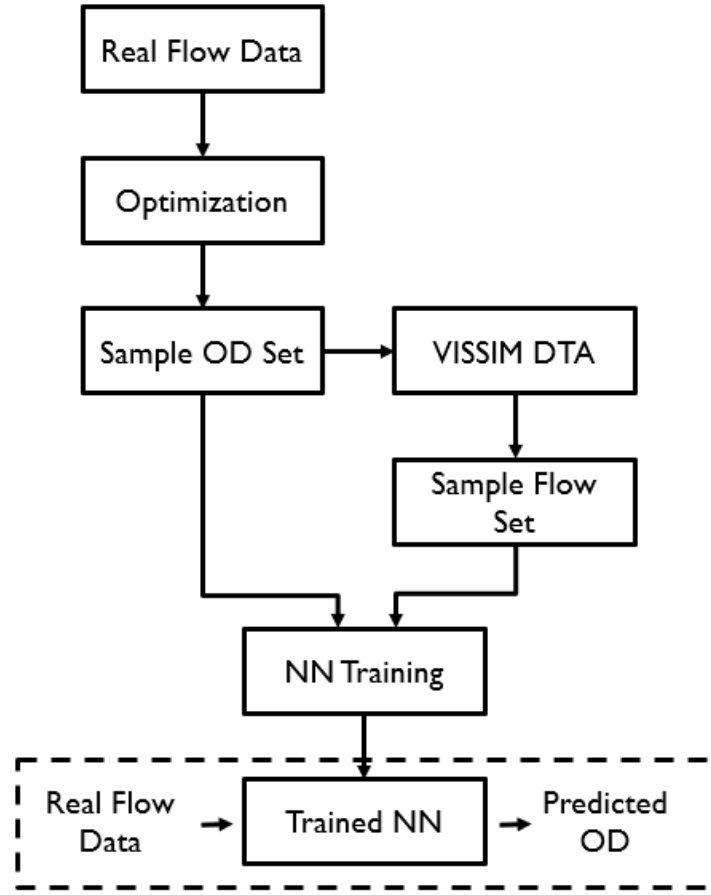 Real Flow Data
Optimization
Sample OD Set
VISSIM DTA
Sample Flow
Set
NN Training
Real Flow
Data
Trained NN
Predicted
OD